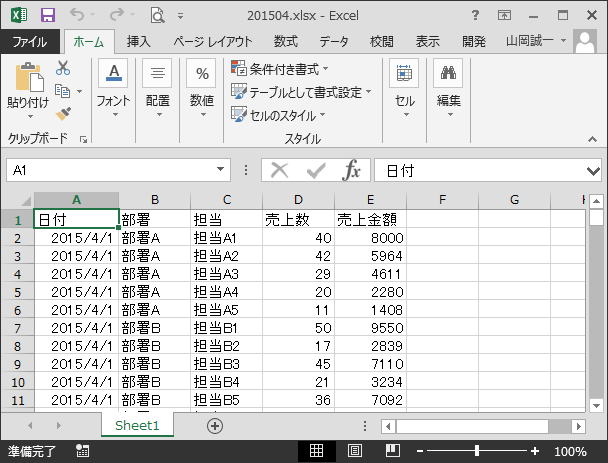 201504.xlsx - Excel
ファイル ホーム 挿入 ページ レイアウト 数式 データ 校閲 表示 開発 山岡誠一
貼り付け フォント 配置 数値 条件付き書式 テーブルとして書式設定 セルのスタイル セル 編集
クリップボード スタイル
A1 fx 日付
A B C D E F G
1 日付 部署 担当 売上数 売上金額
2 2015/4/1 部署A 担当A1 40 8000
3 2015/4/1 部署A 担当A2 42 5964
4 2015/4/1 部署A 担当A3 29 4611
5 2015/4/1 部署A 担当A4 20 2280
6 2015/4/1 部署A 担当A5 11 1408
7 2015/4/1 部署B 担当B1 50 9550
8 2015/4/1 部署B 担当B2 17 2839
9 2015/4/1 部署B 担当B3 45 7110
10 2015/4/1 部署B 担当B4 21 3234
11 2015/4/1 部署B 担当B5 36 7092
Sheet1
準備完了 100%